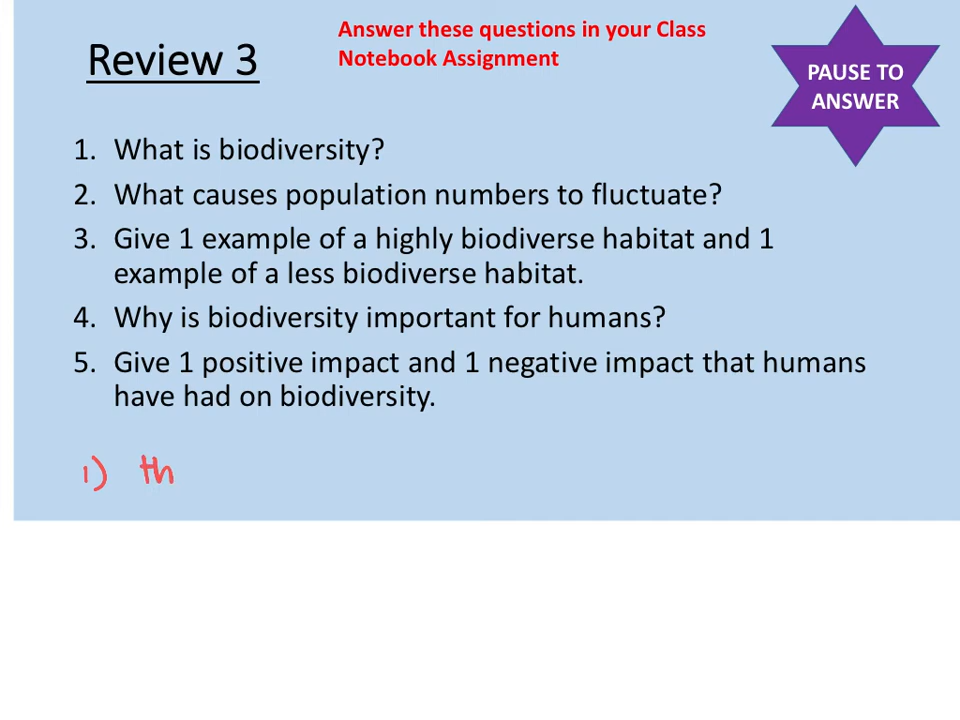 Review 3
Answer these questions in your Class
Notebook Assignment
PAUSE TO
ANSWER
1. What is biodiversity?
2. What causes population numbers to fluctuate?
3. Give 1 example of a highly biodiverse habitat and 1
example of a less biodiverse habitat.
4. Why is biodiversity important for humans?
5. Give 1 positive impact and 1 negative impact that humans
have had on biodiversity.
1) th